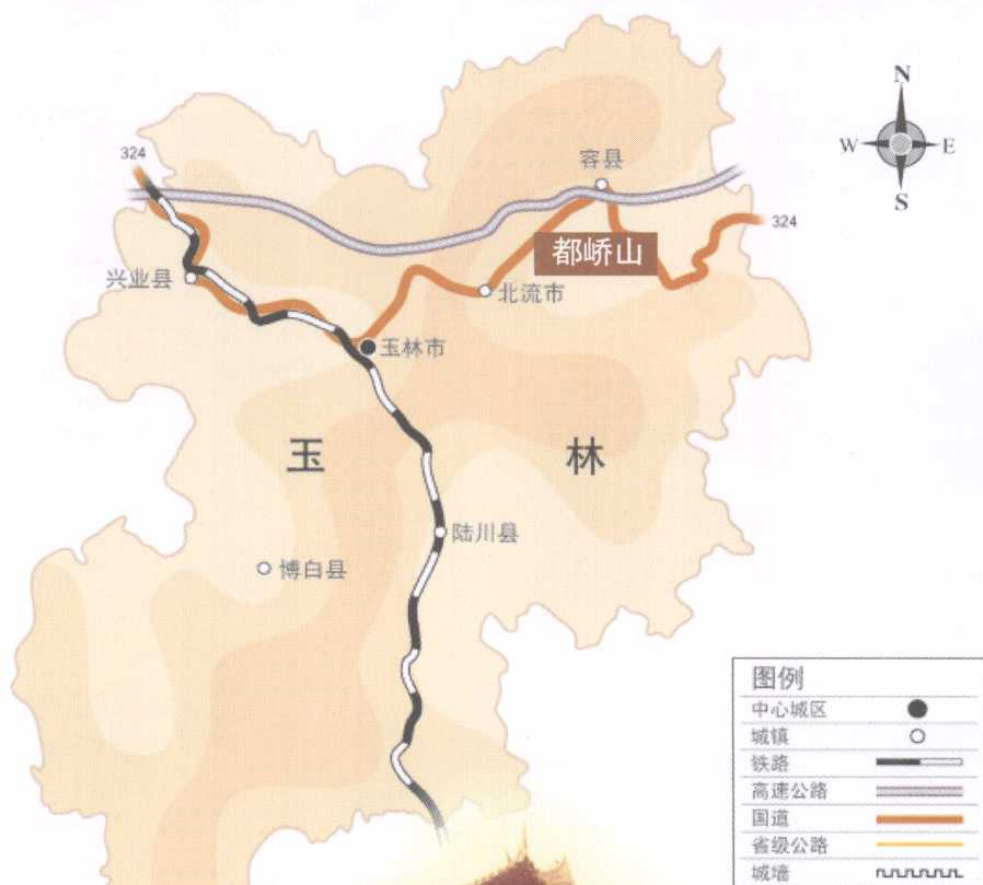 N
W
E
S
324
容县
324
都峤山
兴业县
北流市
玉林市
玉
林
陆川县
博白县
图例
中心城区
城镇
铁路
高速公路
国道
省级公路
城墙